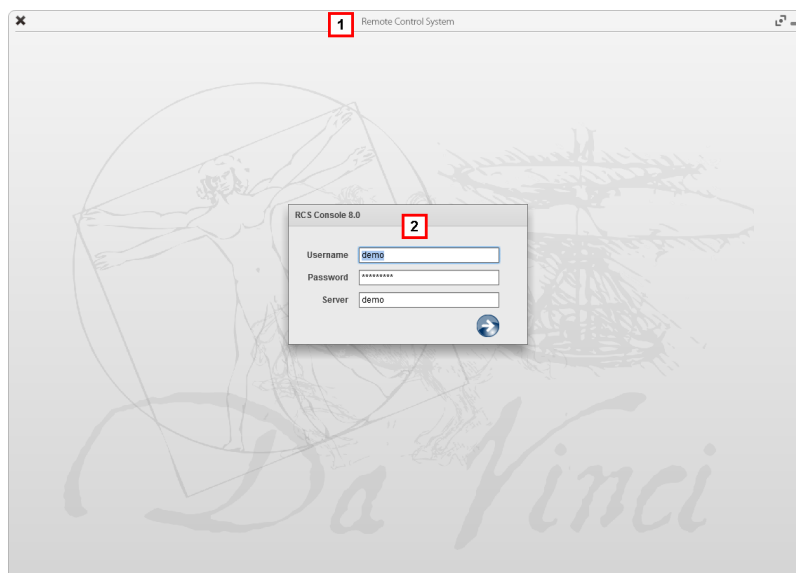 1
Remote Control System
RCS Console 8.0
2
Username demo
Password *********
Server demo
Da Vinci